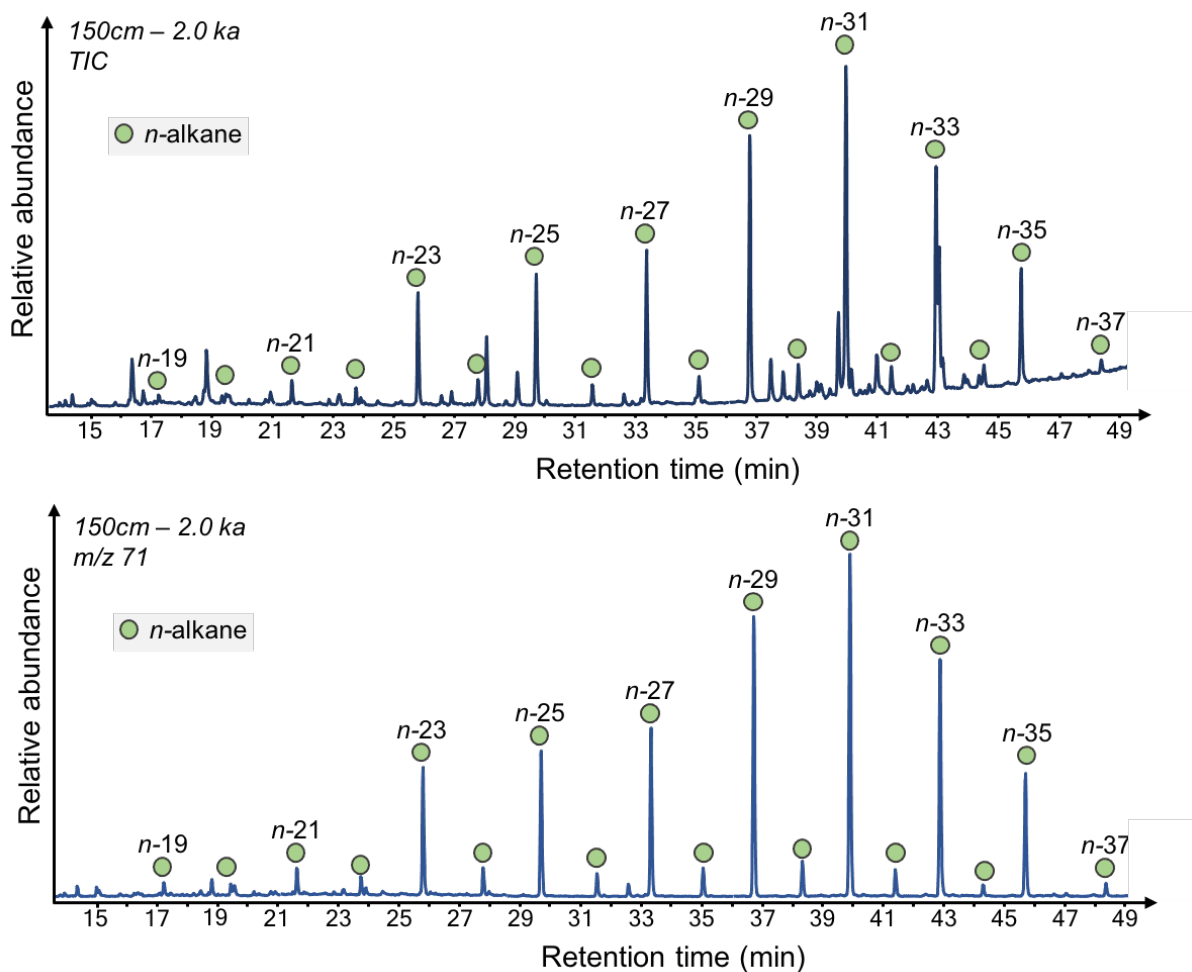 150cm – 2.0 ka
TIC
n-alkane
n-19
n-21
n-23
n-25
n-27
n-29
n-31
n-33
n-35
n-37
Relative abundance
15 17 19 21 23 25 27 29 31 33 35 37 39 41 43 45 47 49
Retention time (min)
150cm – 2.0 ka
m/z 71
n-alkane
n-19
n-21
n-23
n-25
n-27
n-29
n-31
n-33
n-35
n-37
Relative abundance
15 17 19 21 23 25 27 29 31 33 35 37 39 41 43 45 47 49
Retention time (min)